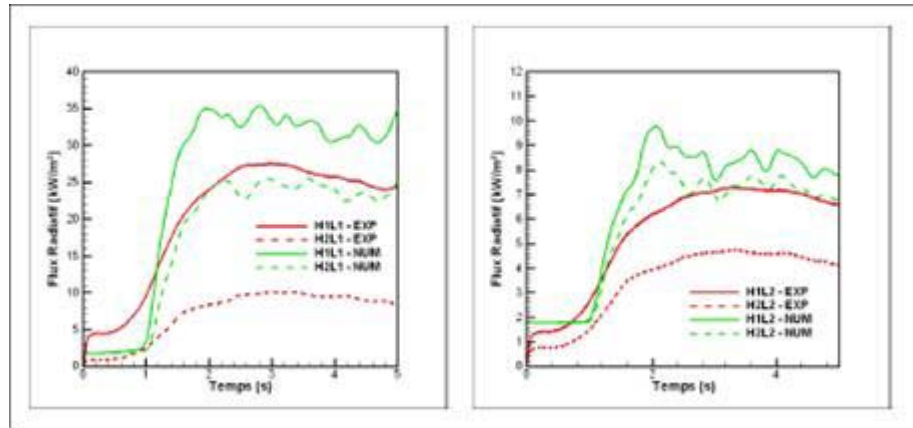 40
35
30
25
20
15
10
5
0
Flux Radiatif [kW/m²]
H1L1 - EXP
H2L1 - EXP
H1L1 - NUM
H2L1 - NUM
0
1
2
3
4
5
Temps (s)
12
11
10
9
8
7
6
5
4
3
2
1
0
Flux Radiatif [kW/m²]
H1L2 - EXP
H2L2 - EXP
H1L2 - NUM
H2L2 - NUM
0
2
4
Temps (s)